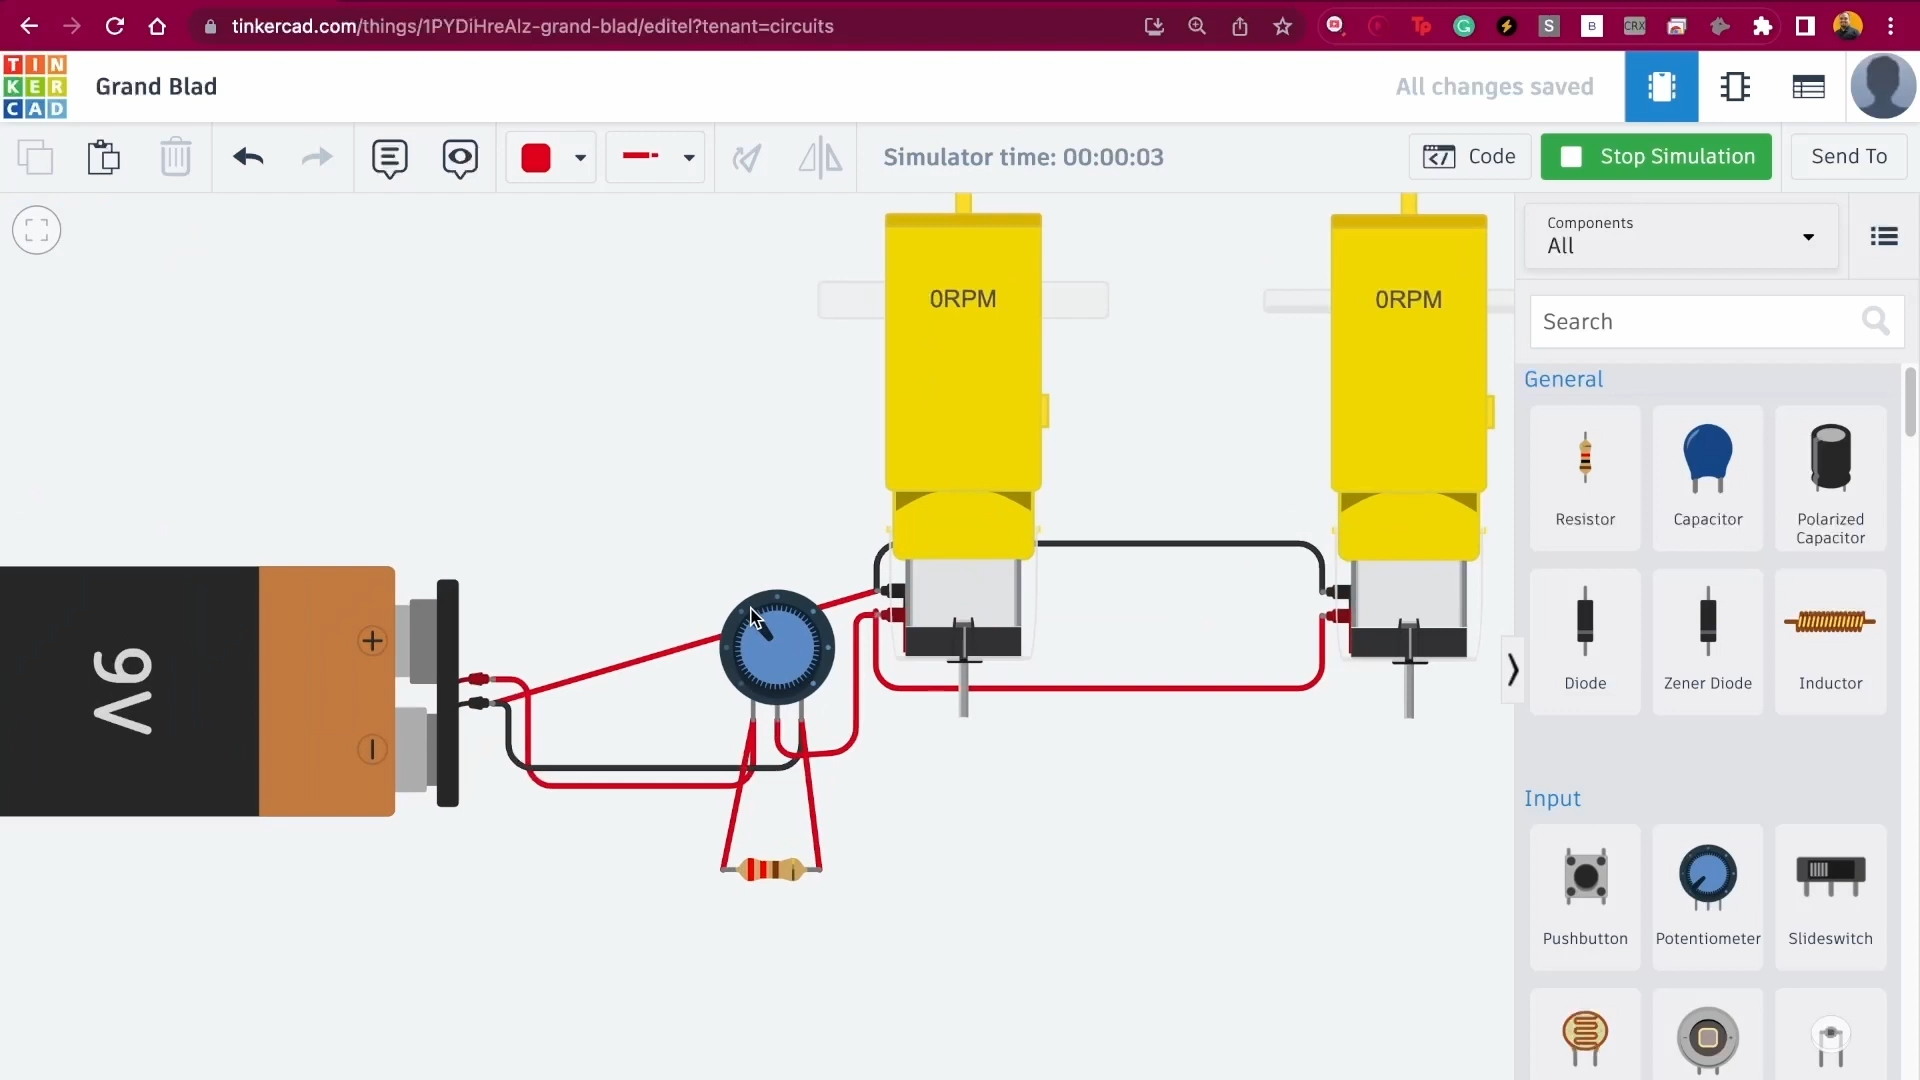 tinkercad.com/things/1PYDiHreAlz-grand-blad/editel?tenant=circuits
Tp
G
S
B
CRX
TIN
KER
CAD
Grand Blad
All changes saved
Simulator time: 00:00:03
Code
Stop Simulation
Send To
Components
All
Search
General
Resistor
Capacitor
Polarized
Capacitor
Diode
Zener Diode
Inductor
Input
Pushbutton
Potentiometer
Slideswitch
0RPM
0RPM
9V
+
-